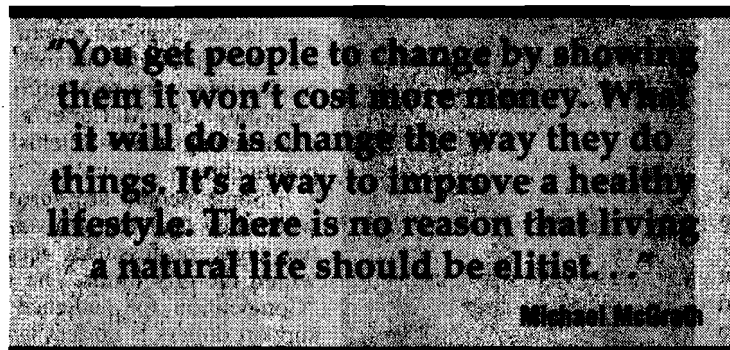 "You get people to change by showing
them it won't cost more money. What
it will do is change the way they do
things. It's a way to improve a healthy
lifestyle. There is no reason that living
a natural life should be elitist. . ."
Michael McGrath